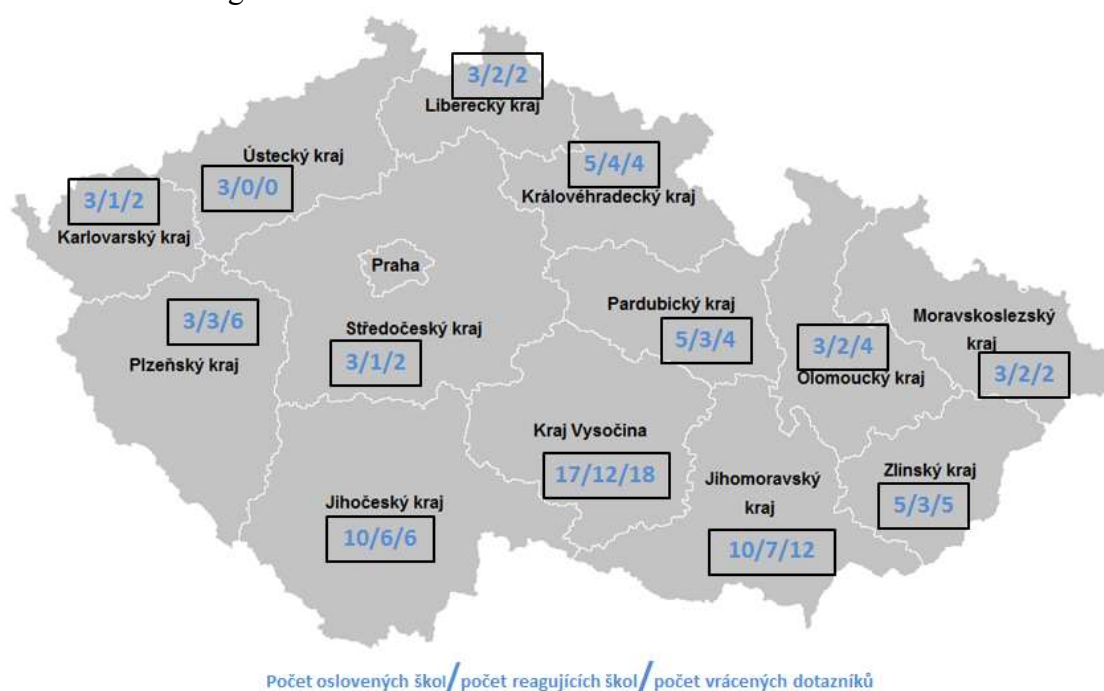 3/2/2
Liberecký kraj
Ústecký kraj
3/0/0
5/4/4
Královéhradecký kraj
3/1/2
Karlovarský kraj
Praha
3/3/6
Plzeňský kraj
Středočeský kraj
3/1/2
Pardubický kraj
5/3/4
3/2/4
Olomoucký kraj
Moravskoslezský
kraj
3/2/2
Kraj Vysočina
17/12/18
Jihočeský kraj
10/6/6
Jihomoravský
kraj
10/7/12
Zlínský kraj
5/3/5
Počet oslovených škol/počet reagujících škol/počet vrácených dotazníků